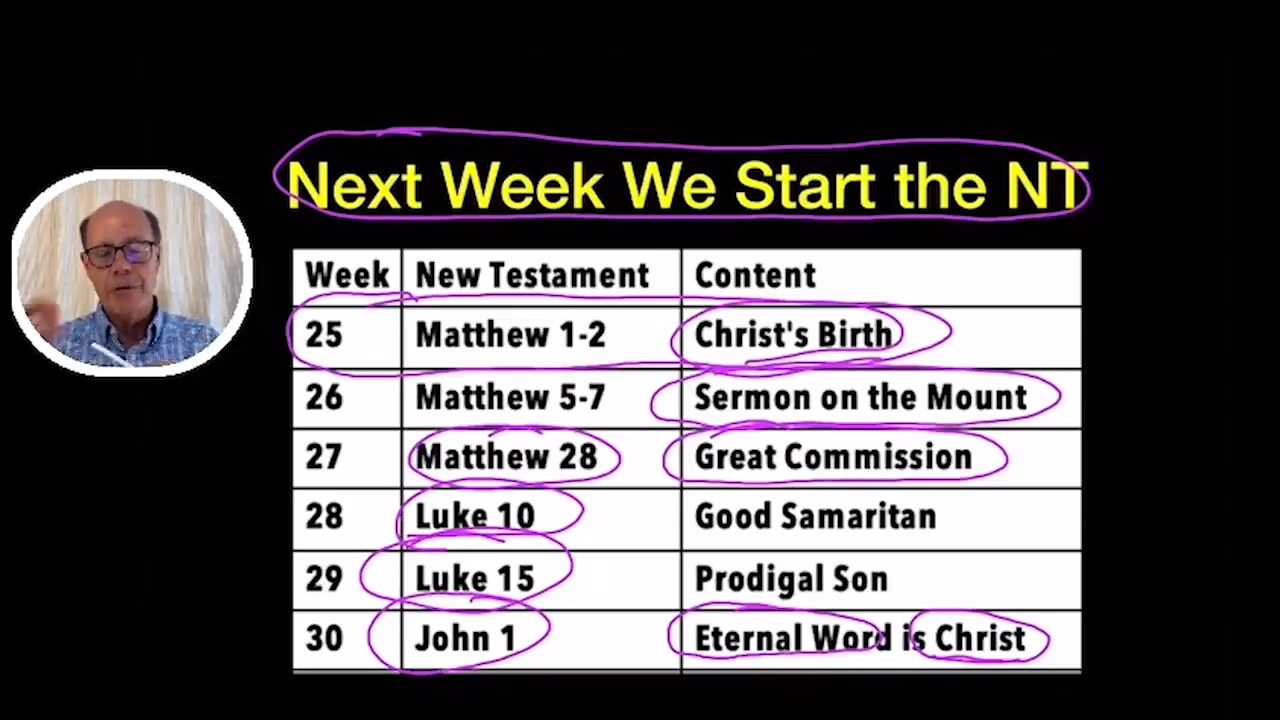 Next Week We Start the NT
Week New Testament Content
25 Matthew 1-2 Christ's Birth
26 Matthew 5-7 Sermon on the Mount
27 Matthew 28 Great Commission
28 Luke 10 Good Samaritan
29 Luke 15 Prodigal Son
30 John 1 Eternal Word is Christ